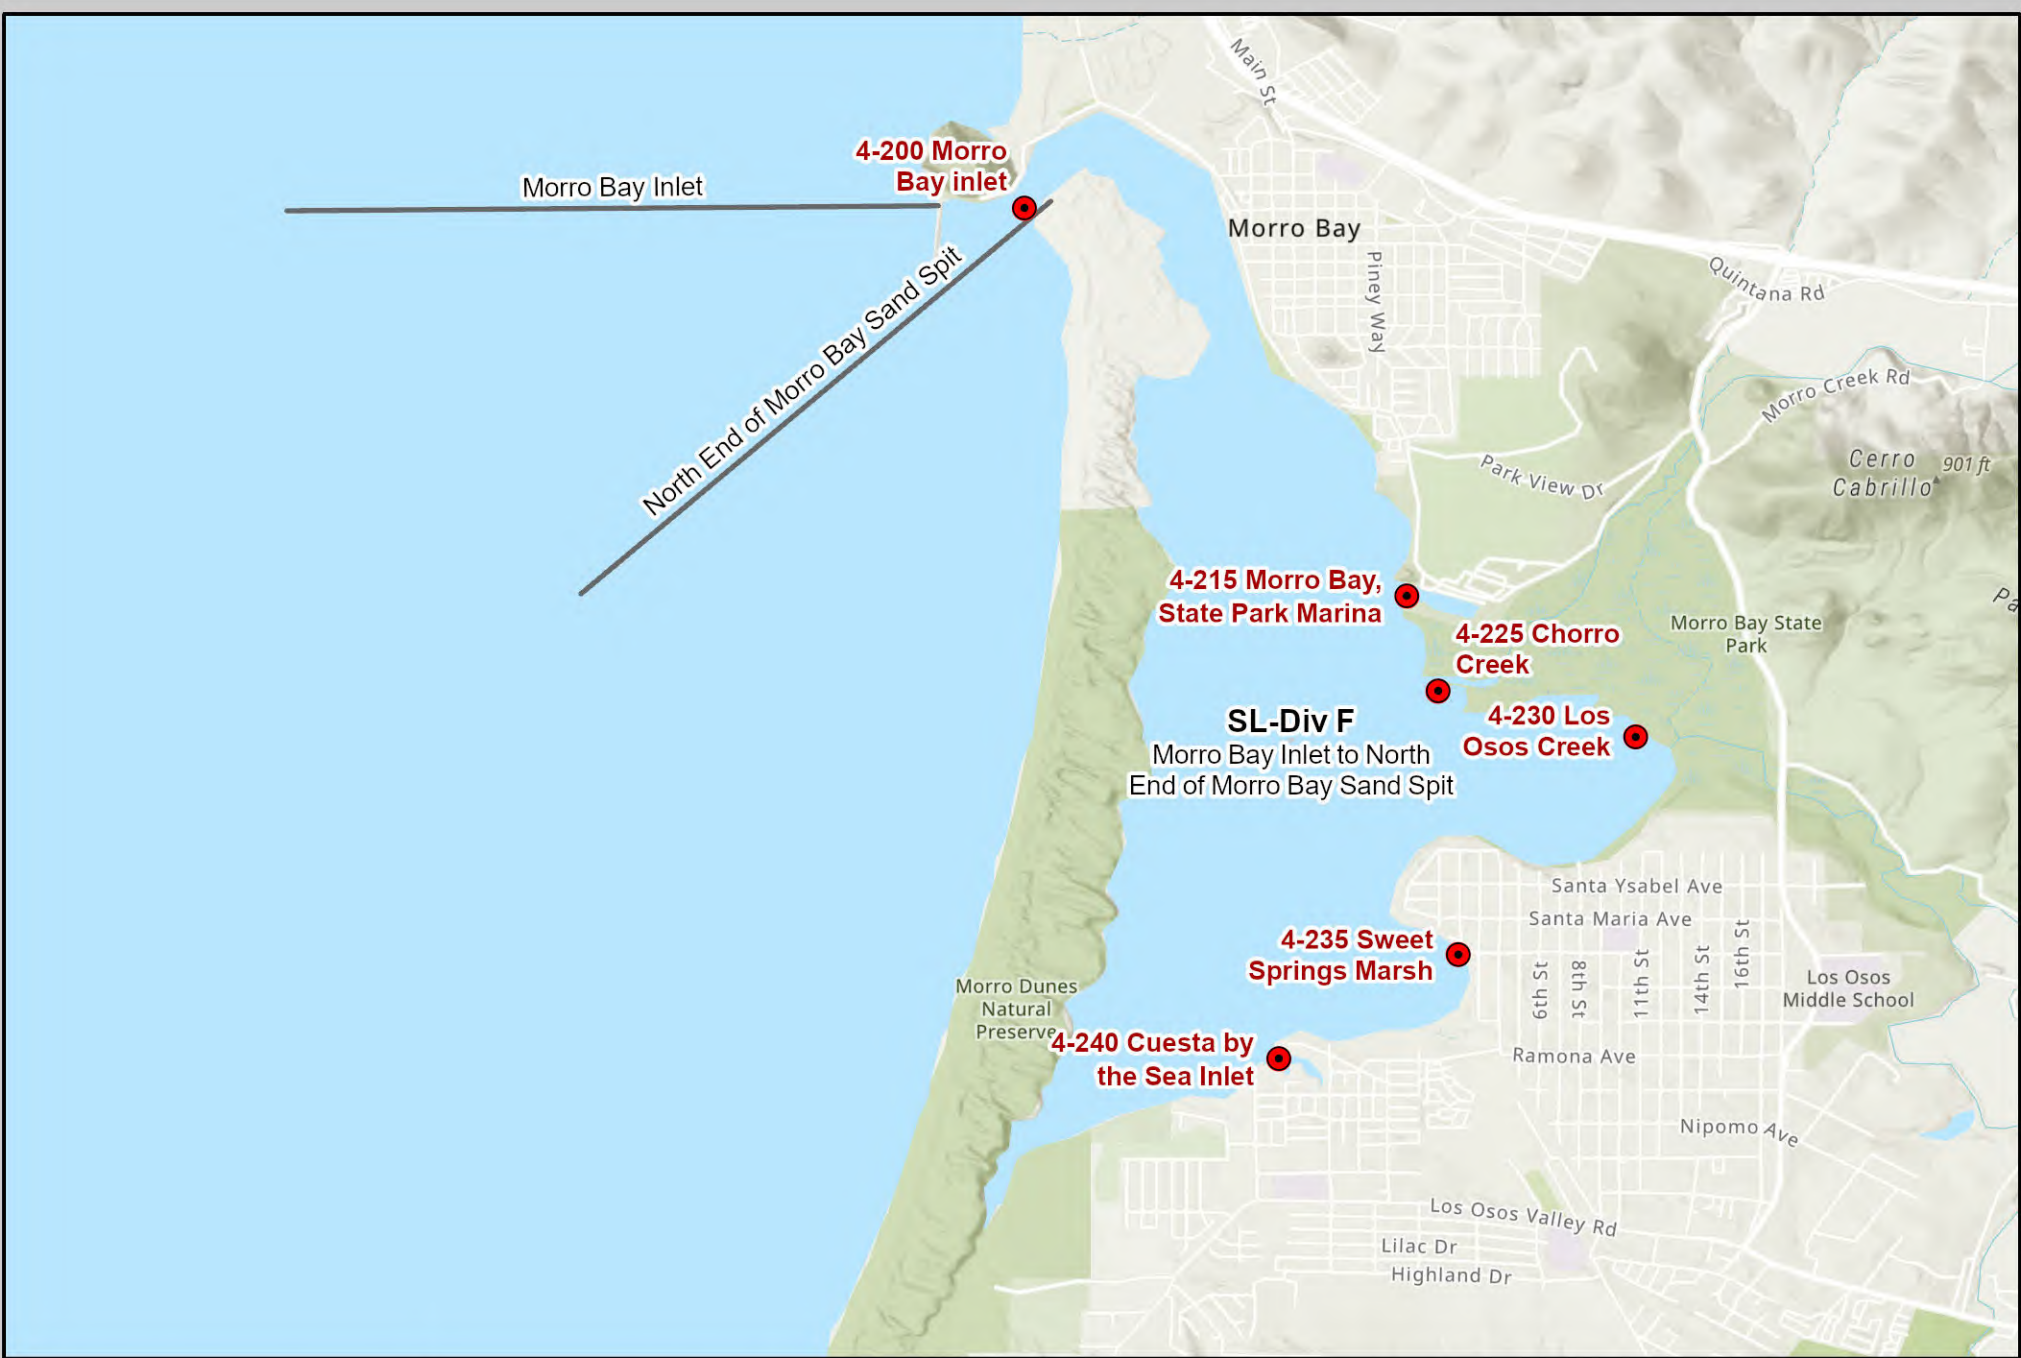 Main St
4-200 Morro
Bay inlet
Morro Bay Inlet
Morro Bay
Piney Way
Quintana Rd
North End of Morro Bay Sand Spit
Morro Creek Rd
Park View Dr
Cerro
Cabrillo
901 ft
4-215 Morro Bay,
State Park Marina
Pa
4-225 Chorro
Creek
Morro Bay State
Park
4-230 Los
Osos Creek
SL-Div F
Morro Bay Inlet to North
End of Morro Bay Sand Spit
Santa Ysabel Ave
Santa Maria Ave
4-235 Sweet
Springs Marsh
6th St
8th St
11th St
14th St
16th St
Los Osos
Middle School
Morro Dunes
Natural
Preserve
4-240 Cuesta by
the Sea Inlet
Ramona Ave
Nipomo Ave
Los Osos Valley Rd
Lilac Dr
Highland Dr